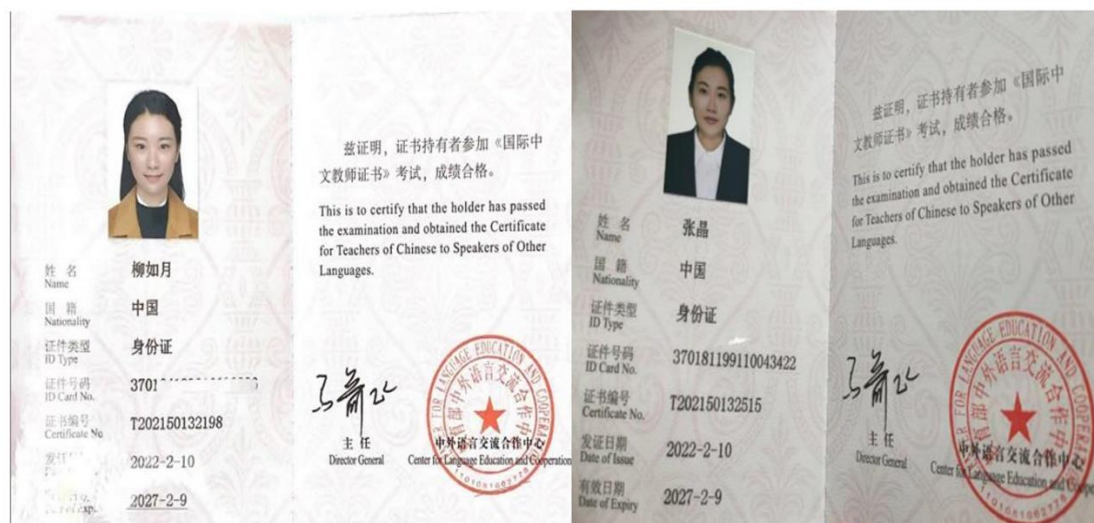 姓 名
Name
柳如月
国 籍
Nationality
中国
证件类型
ID Type
身份证
证件号码
ID Card No.
3701
证书编号
Certificate No
T202150132198
2022-2-10
2027-2-9
兹证明，证书持有者参加《国际中
文教师证书》考试，成绩合格。
This is to certify that the holder has passed
the examination and obtained the Certificate
for Teachers of Chinese to Speakers of Other
Languages.
主 任
Director General
中外语言交流合作中心
Center for Language Education and Cooperation
FOR LANGUAGE EDUCATION AND COOPERATION
姓 名
Name
张晶
国 籍
Nationality
中国
证件类型
ID Type
身份证
证件号码
ID Card No.
370181199110043422
证书编号
Certificate No.
T202150132515
发证日期
Date of Issue
2022-2-10
有效日期
Date of Expiry
2027-2-9
兹证明，证书持有者参加《国际中
文教师证书》考试，成绩合格。
This is to certify that the holder has passed
the examination and obtained the Certificate
for Teachers of Chinese to Speakers of Other
Languages.
主 任
Director General
中外语言交流合作中心
Center for Language Education and
FOR LANGUAGE EDUCATION AND COOPERATION